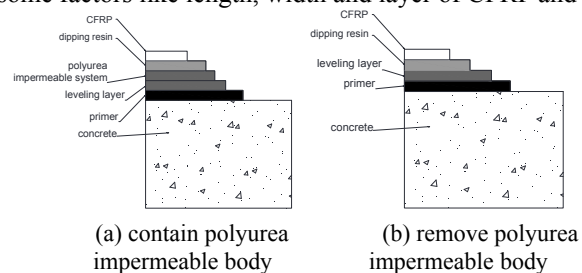 some factors like length, width and layer of CFRP and
CFRP
dipping resin
polyurea
impermeable system
leveling layer
primer
concrete
CFRP
dipping resin
leveling layer
primer
concrete
(a) contain polyurea
impermeable body
(b) remove polyurea
impermeable body